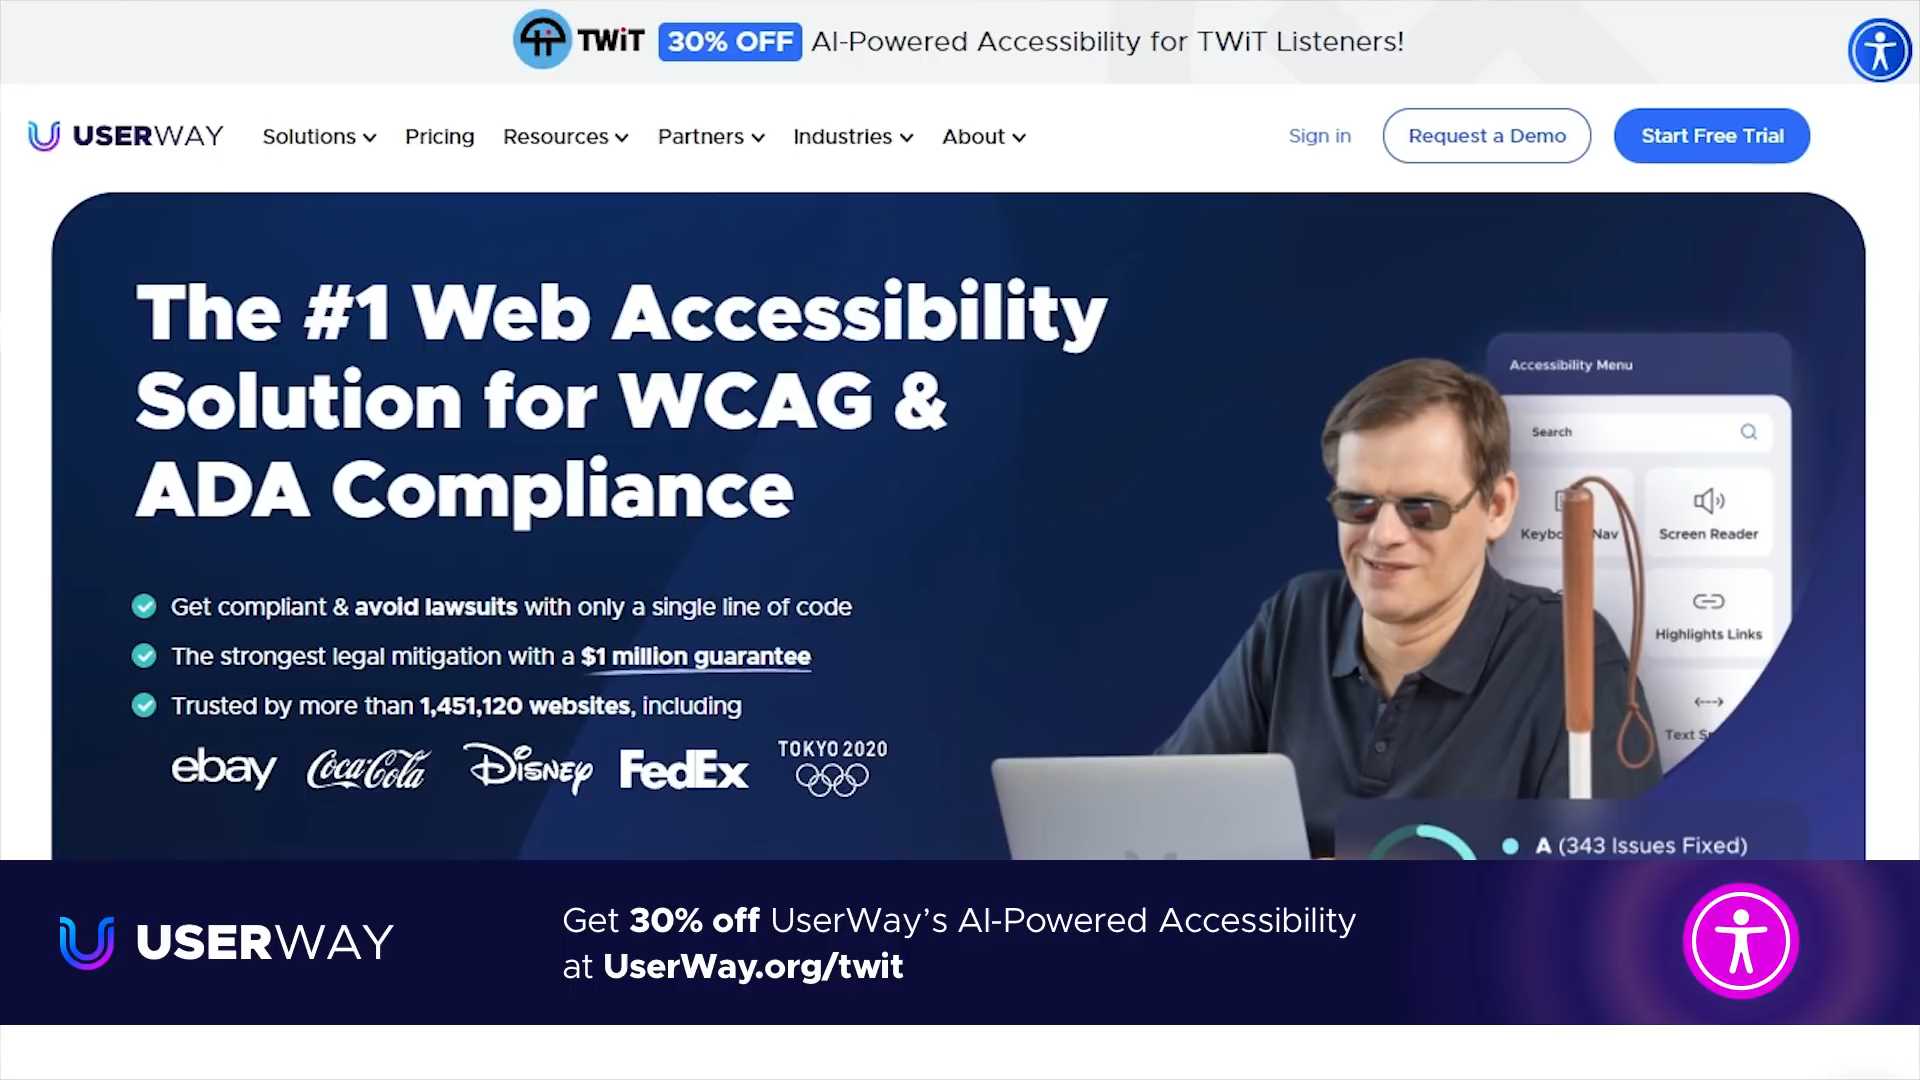 TWiT 30% OFF AI-Powered Accessibility for TWiT Listeners!
USERWAY Solutions Pricing Resources Partners Industries About Sign in Request a Demo Start Free Trial
The #1 Web Accessibility
Solution for WCAG &
ADA Compliance
Get compliant & avoid lawsuits with only a single line of code
The strongest legal mitigation with a $1 million guarantee
Trusted by more than 1,451,120 websites, including
ebay Coca-Cola Disney FedEx TOKYO 2020
Accessibility Menu
Search
Nav Screen Reader
Highlights Links
Text
A (343 Issues Fixed)
USERWAY
Get 30% off UserWay's AI-Powered Accessibility
at UserWay.org/twit